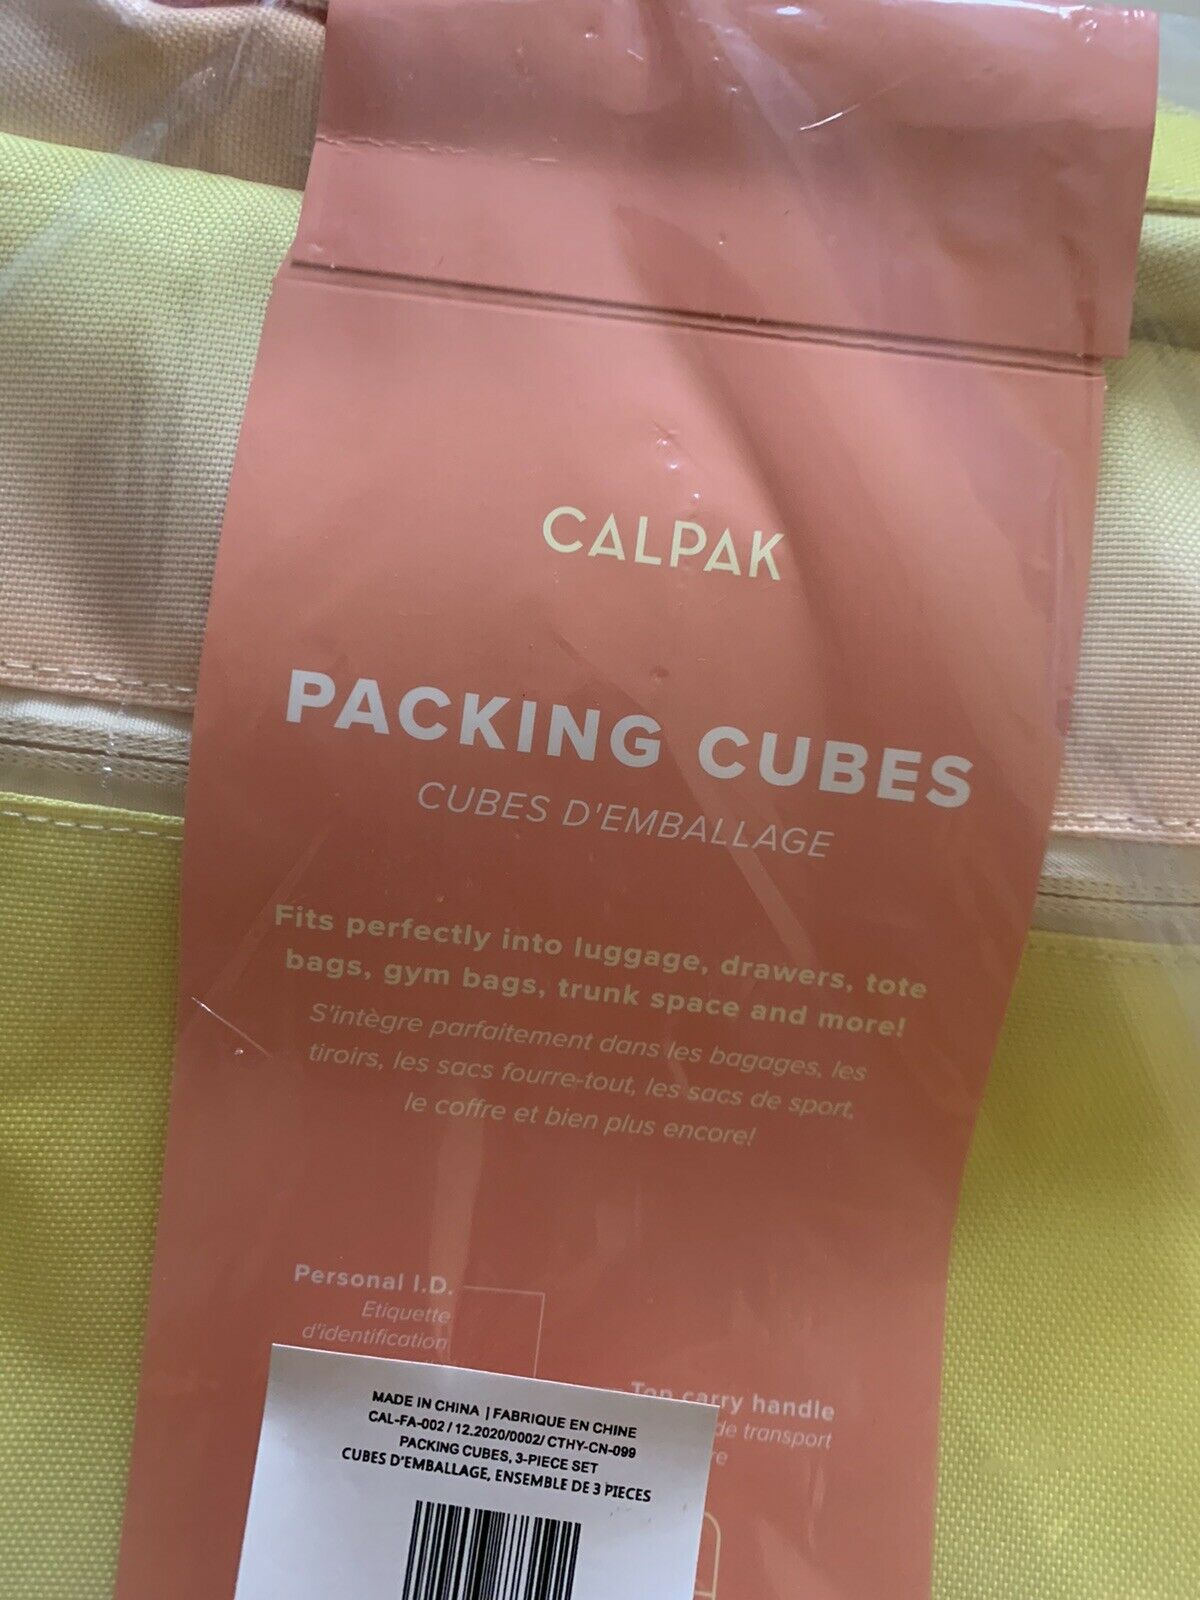 CALPAK
PACKING CUBES
CUBES D'EMBALLAGE
Fits perfectly into luggage, drawers, tote
bags, gym bags, trunk space and more!
S'intègre parfaitement dans les bagages, les
tiroirs, les sacs fourre-tout, les sacs de sport,
le coffre et bien plus encore!
Personal I.D.
Etiquette
d'identification
Top carry handle
de transport
MADE IN CHINA | FABRIQUE EN CHINE
CAL-FA-002 / 12.2020/0002/ CTHY-CN-099
PACKING CUBES, 3-PIECE SET
CUBES D'EMBALLAGE, ENSEMBLE DE 3 PIECES